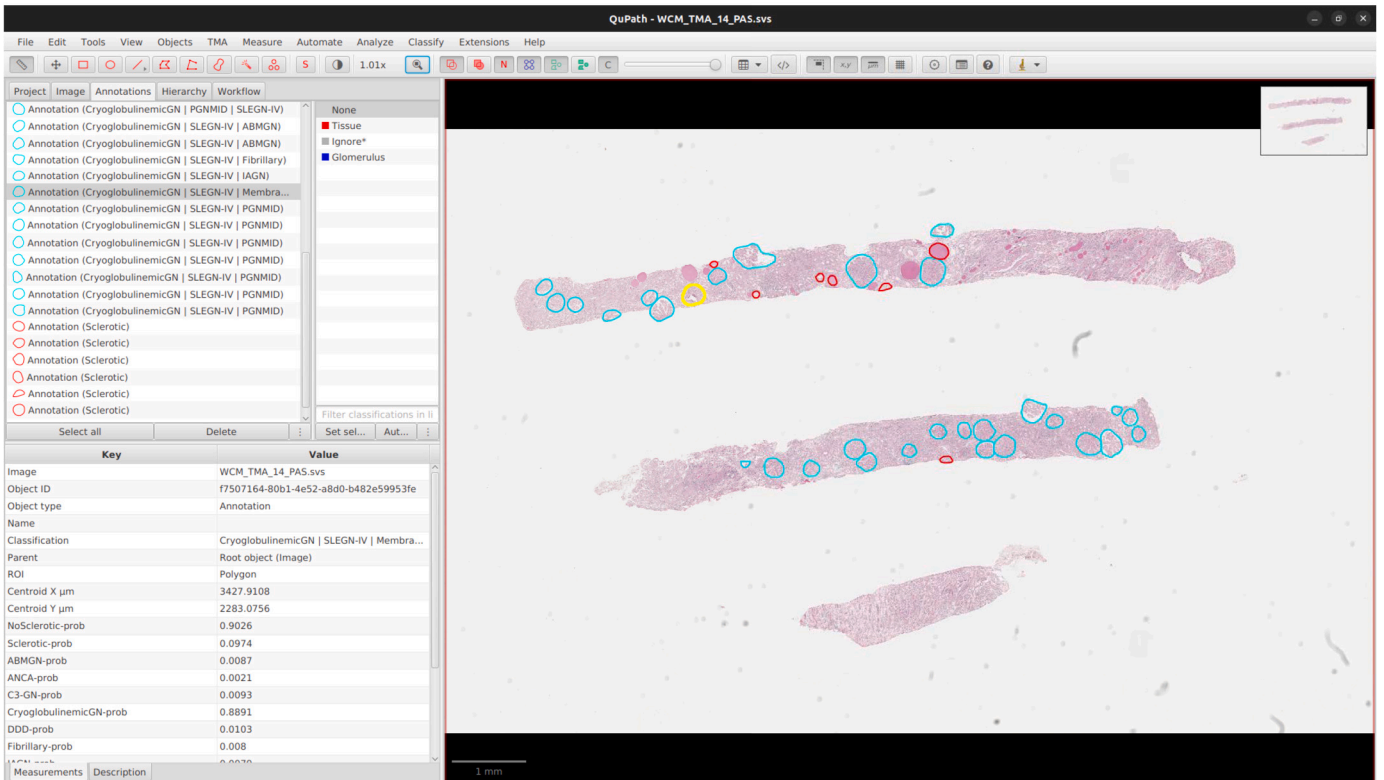 QuPath - WCM_TMA_14_PAS.svs
File Edit Tools View Objects TMA Measure Automate Analyze Classify Extensions Help
S 1.01x N C </> x,y µm
Project Image Annotations Hierarchy Workflow
Annotation (CryoglobulinemicGN | PGNMID | SLEGN-IV)
Annotation (CryoglobulinemicGN | SLEGN-IV | ABMGN)
Annotation (CryoglobulinemicGN | SLEGN-IV | ABMGN)
Annotation (CryoglobulinemicGN | SLEGN-IV | Fibrillary)
Annotation (CryoglobulinemicGN | SLEGN-IV | IAGN)
Annotation (CryoglobulinemicGN | SLEGN-IV | Membra...
Annotation (CryoglobulinemicGN | SLEGN-IV | PGNMID)
Annotation (CryoglobulinemicGN | SLEGN-IV | PGNMID)
Annotation (CryoglobulinemicGN | SLEGN-IV | PGNMID)
Annotation (CryoglobulinemicGN | SLEGN-IV | PGNMID)
Annotation (CryoglobulinemicGN | SLEGN-IV | PGNMID)
Annotation (CryoglobulinemicGN | SLEGN-IV | PGNMID)
Annotation (CryoglobulinemicGN | SLEGN-IV | PGNMID)
Annotation (Sclerotic)
Annotation (Sclerotic)
Annotation (Sclerotic)
Annotation (Sclerotic)
Annotation (Sclerotic)
Annotation (Sclerotic)
None
Tissue
Ignore*
Glomerulus
Filter classifications in li
Select all Delete Set sel... Aut...
Key Value
Image WCM_TMA_14_PAS.svs
Object ID f7507164-80b1-4e52-a8d0-b482e59953fe
Object type Annotation
Name
Classification CryoglobulinemicGN | SLEGN-IV | Membra...
Parent Root object (Image)
ROI Polygon
Centroid X µm 3427.9108
Centroid Y µm 2283.0756
NoSclerotic-prob 0.9026
Sclerotic-prob 0.0974
ABMGN-prob 0.0087
ANCA-prob 0.0021
C3-GN-prob 0.0093
CryoglobulinemicGN-prob 0.8891
DDD-prob 0.0103
Fibrillary-prob 0.008
Measurements Description
1 mm